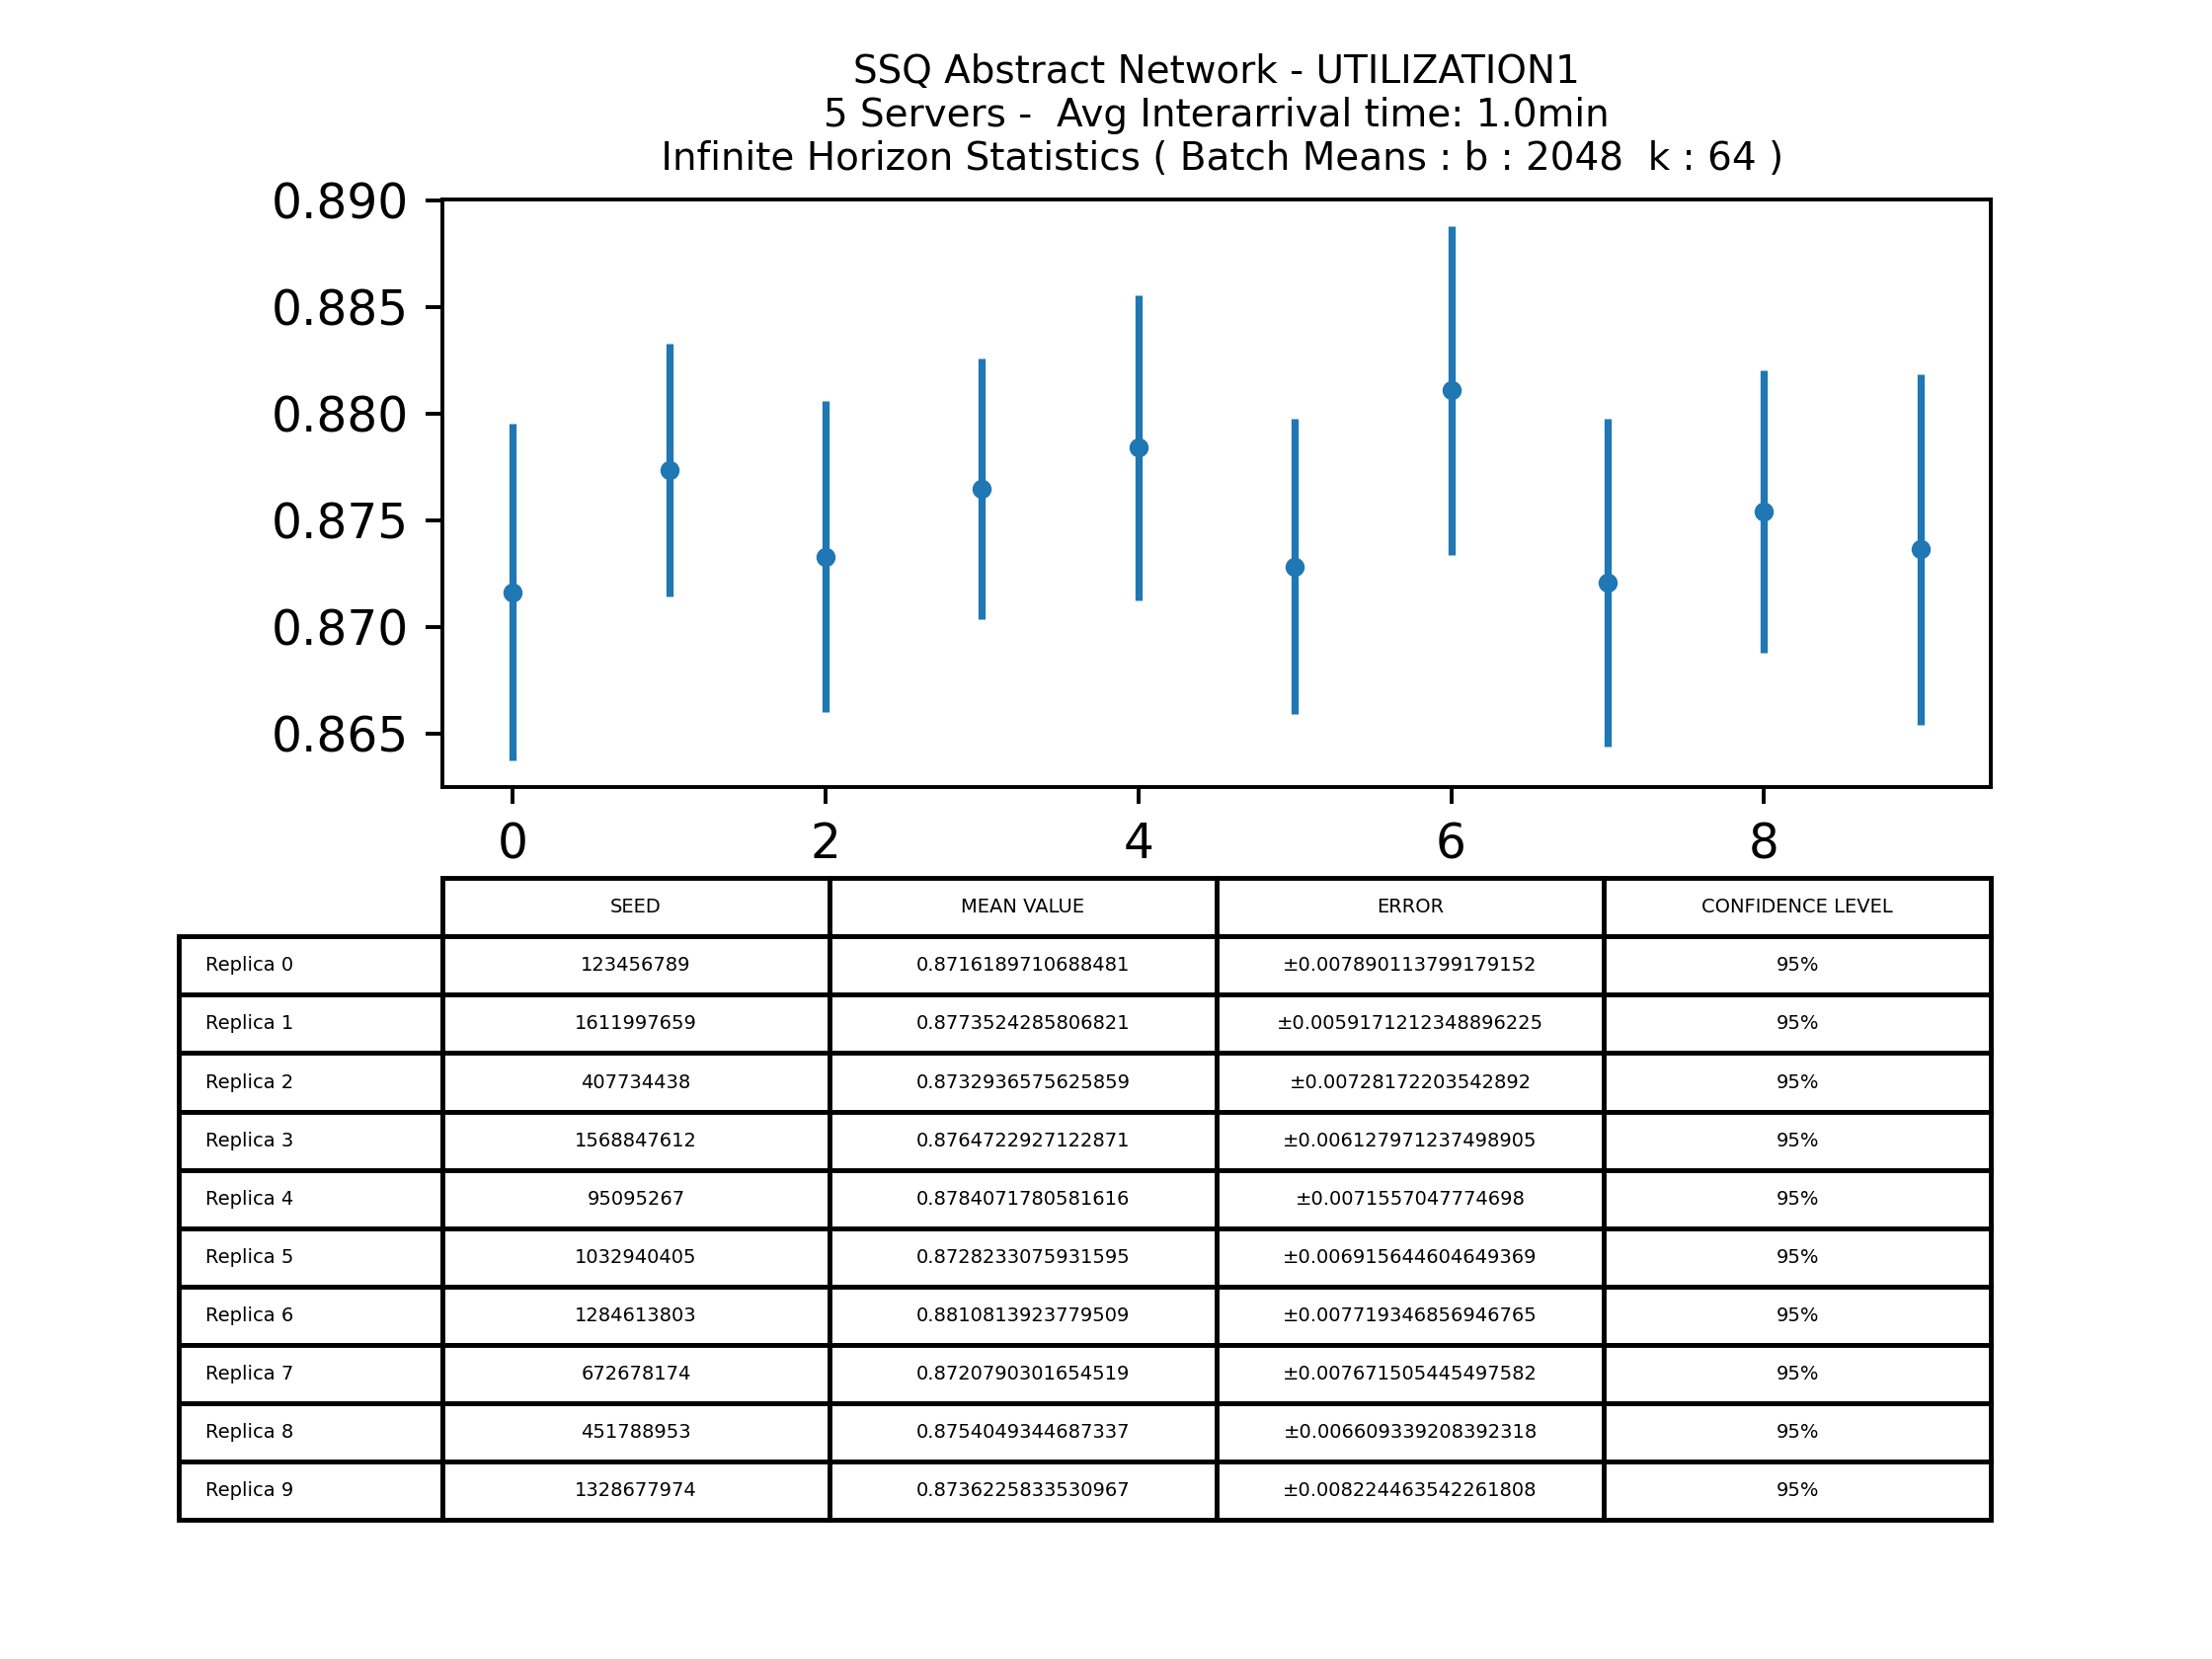 SSQ Abstract Network - UTILIZATION1
5 Servers -  Avg Interarrival time: 1.0min
Infinite Horizon Statistics ( Batch Means : b : 2048  k : 64 )
0.890
0.885
0.880
0.875
0.870
0.865
0 2 4 6 8
SEED MEAN VALUE ERROR CONFIDENCE LEVEL
Replica 0 123456789 0.8716189710688481 ±0.007890113799179152 95%
Replica 1 1611997659 0.8773524285806821 ±0.0059171212348896225 95%
Replica 2 407734438 0.8732936575625859 ±0.00728172203542892 95%
Replica 3 1568847612 0.8764722927122871 ±0.006127971237498905 95%
Replica 4 95095267 0.8784071780581616 ±0.0071557047774698 95%
Replica 5 1032940405 0.8728233075931595 ±0.006915644604649369 95%
Replica 6 1284613803 0.8810813923779509 ±0.007719346856946765 95%
Replica 7 672678174 0.8720790301654519 ±0.007671505445497582 95%
Replica 8 451788953 0.8754049344687337 ±0.006609339208392318 95%
Replica 9 1328677974 0.8736225833530967 ±0.008224463542261808 95%